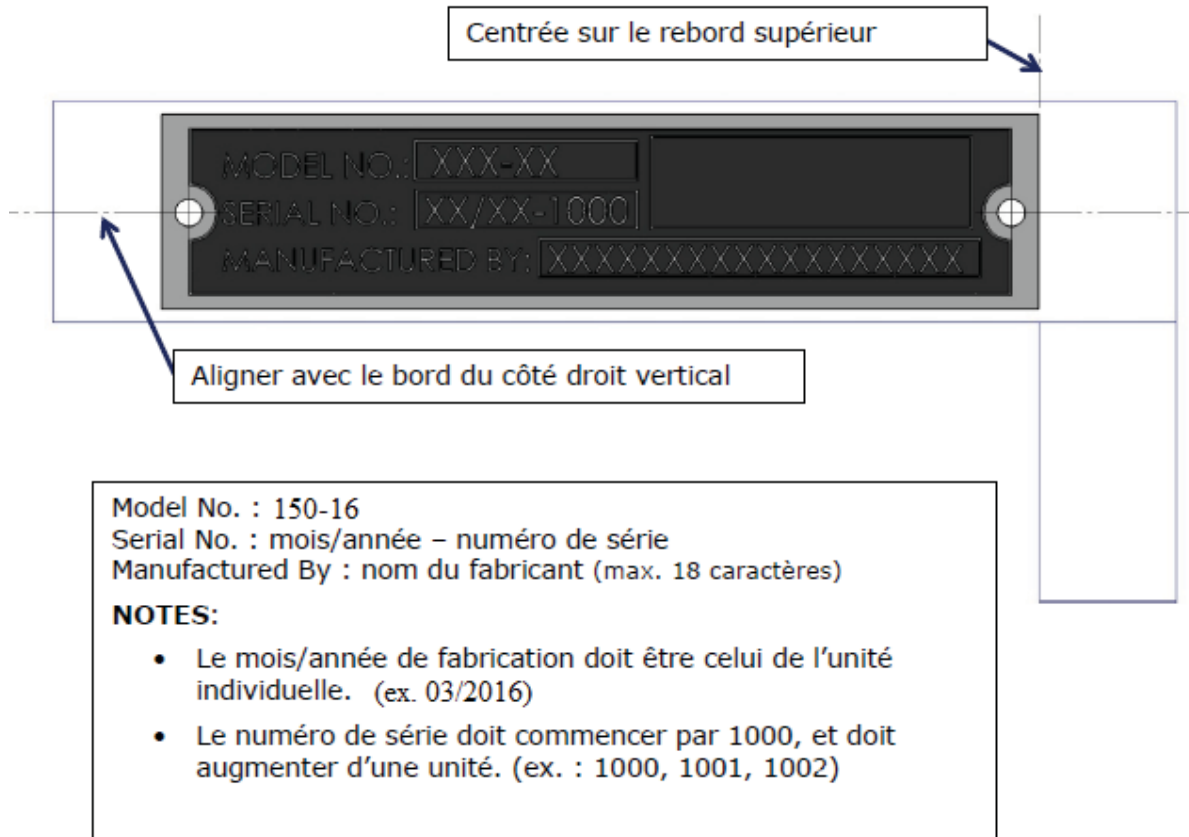 Centrée sur le rebord supérieur
MODEL NO.: XXX-XX
SERIAL NO.: XX/XX-1000
MANUFACTURED BY: XXXXXXXXXXXXXXXXXX
Aligner avec le bord du côté droit vertical
Model No. : 150-16
Serial No. : mois/année – numéro de série
Manufactured By : nom du fabricant (max. 18 caractères)
NOTES:
• Le mois/année de fabrication doit être celui de l’unité
individuelle. (ex. 03/2016)
• Le numéro de série doit commencer par 1000, et doit
augmenter d’une unité. (ex. : 1000, 1001, 1002)